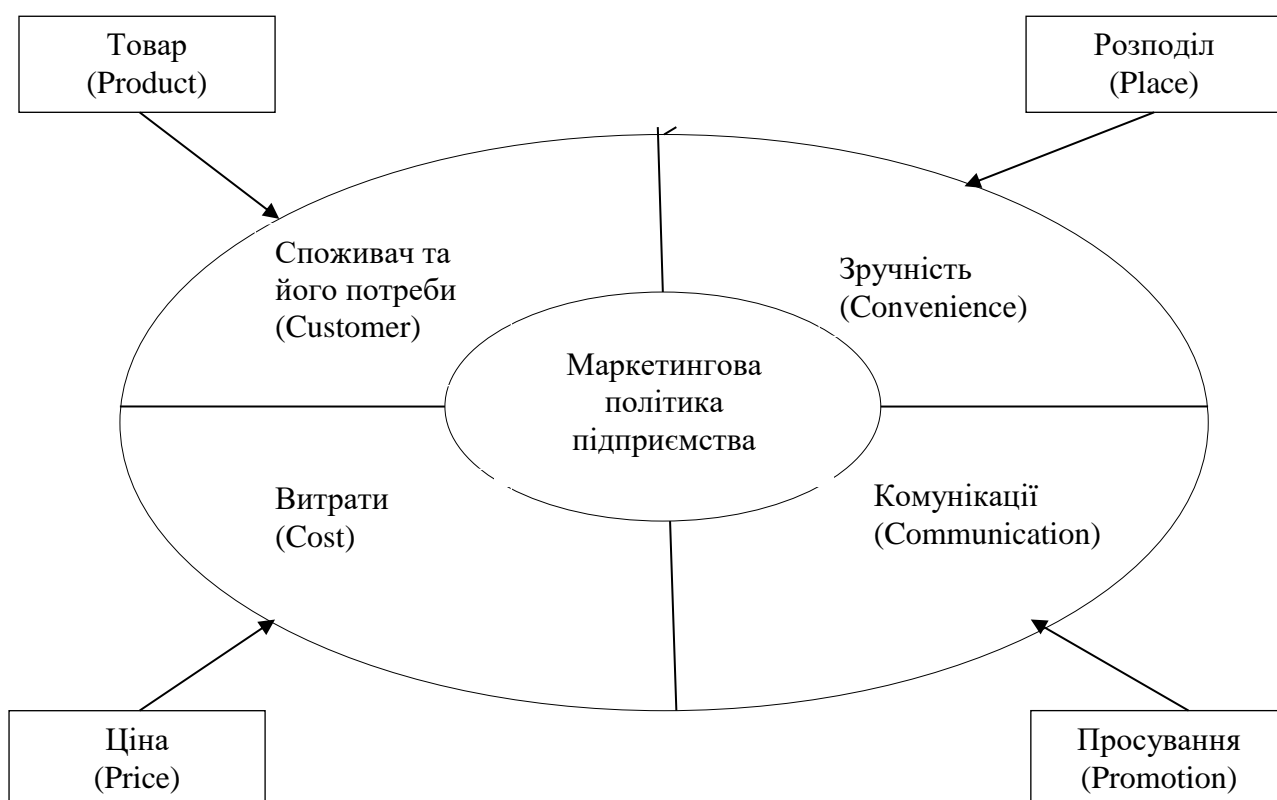 Товар
(Product)
Розподіл
(Place)
Споживач та
його потреби
(Customer)
Зручність
(Convenience)
Маркетингова
політика
підприємства
Витрати
(Cost)
Комунікації
(Communication)
Ціна
(Price)
Просування
(Promotion)